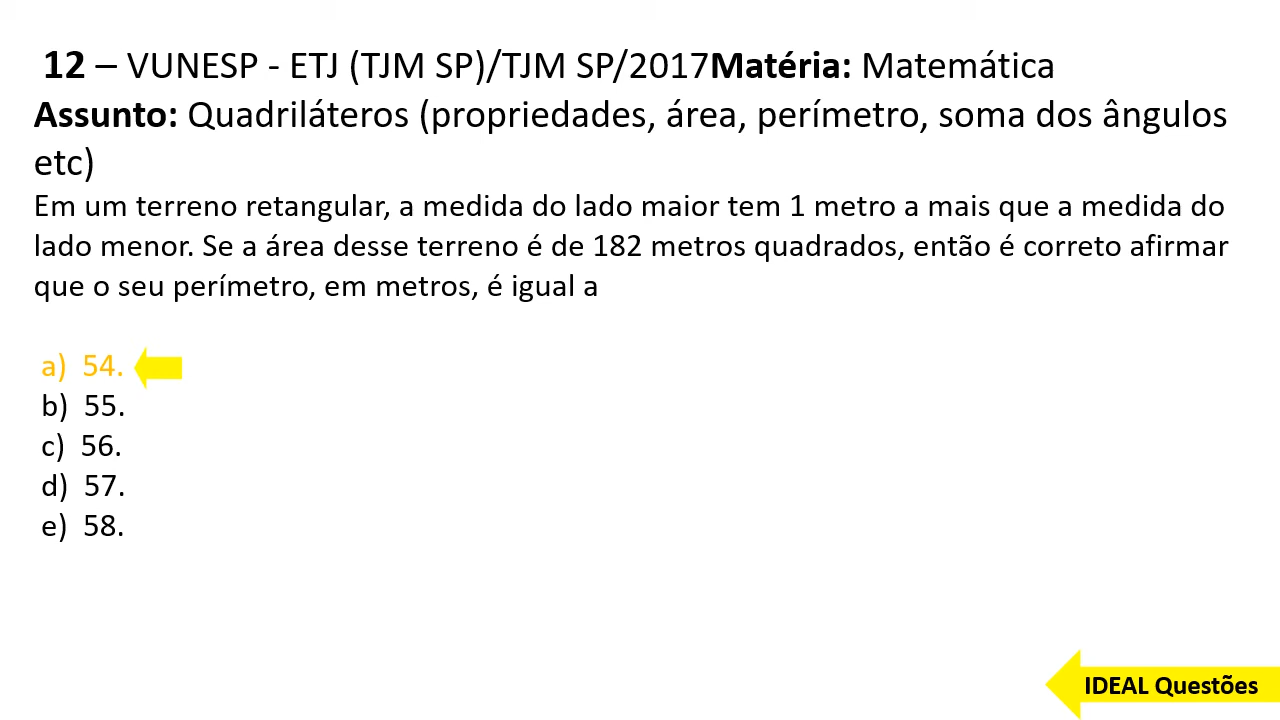 12 – VUNESP - ETJ (TJM SP)/TJM SP/2017Matéria: Matemática
Assunto: Quadriláteros (propriedades, área, perímetro, soma dos ângulos
etc)
Em um terreno retangular, a medida do lado maior tem 1 metro a mais que a medida do
lado menor. Se a área desse terreno é de 182 metros quadrados, então é correto afirmar
que o seu perímetro, em metros, é igual a
a) 54.
b) 55.
c) 56.
d) 57.
e) 58.
IDEAL Questões